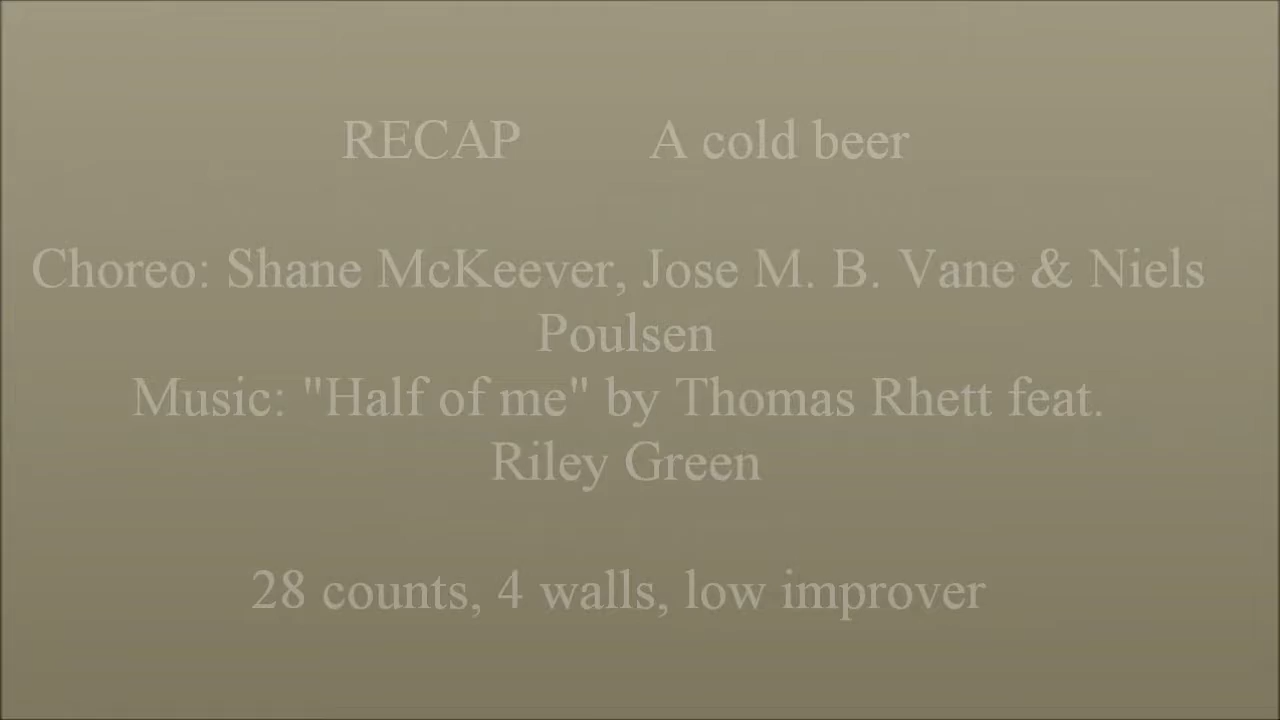 RECAP A cold beer
Choreo: Shane McKeever, Jose M. B. Vane & Niels
Poulsen
Music: "Half of me" by Thomas Rhett feat.
Riley Green
28 counts, 4 walls, low improver